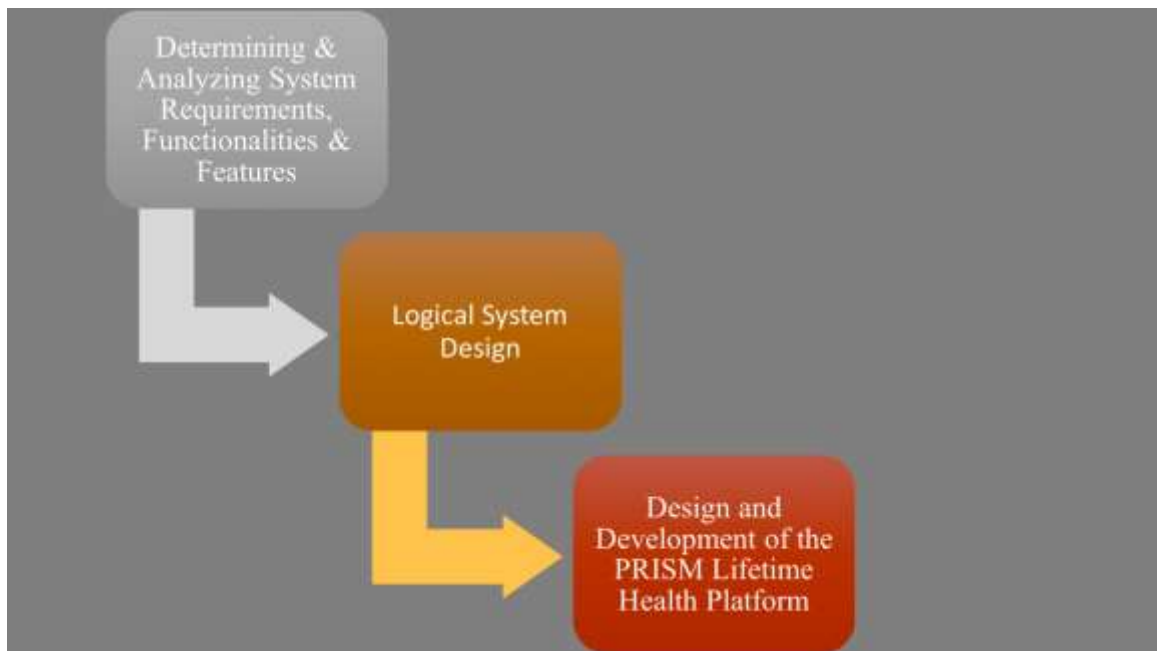 Determining &
Analyzing System
Requirements,
Functionalities &
Features
Logical System
Design
Design and
Development of the
PRISM Lifetime
Health Platform